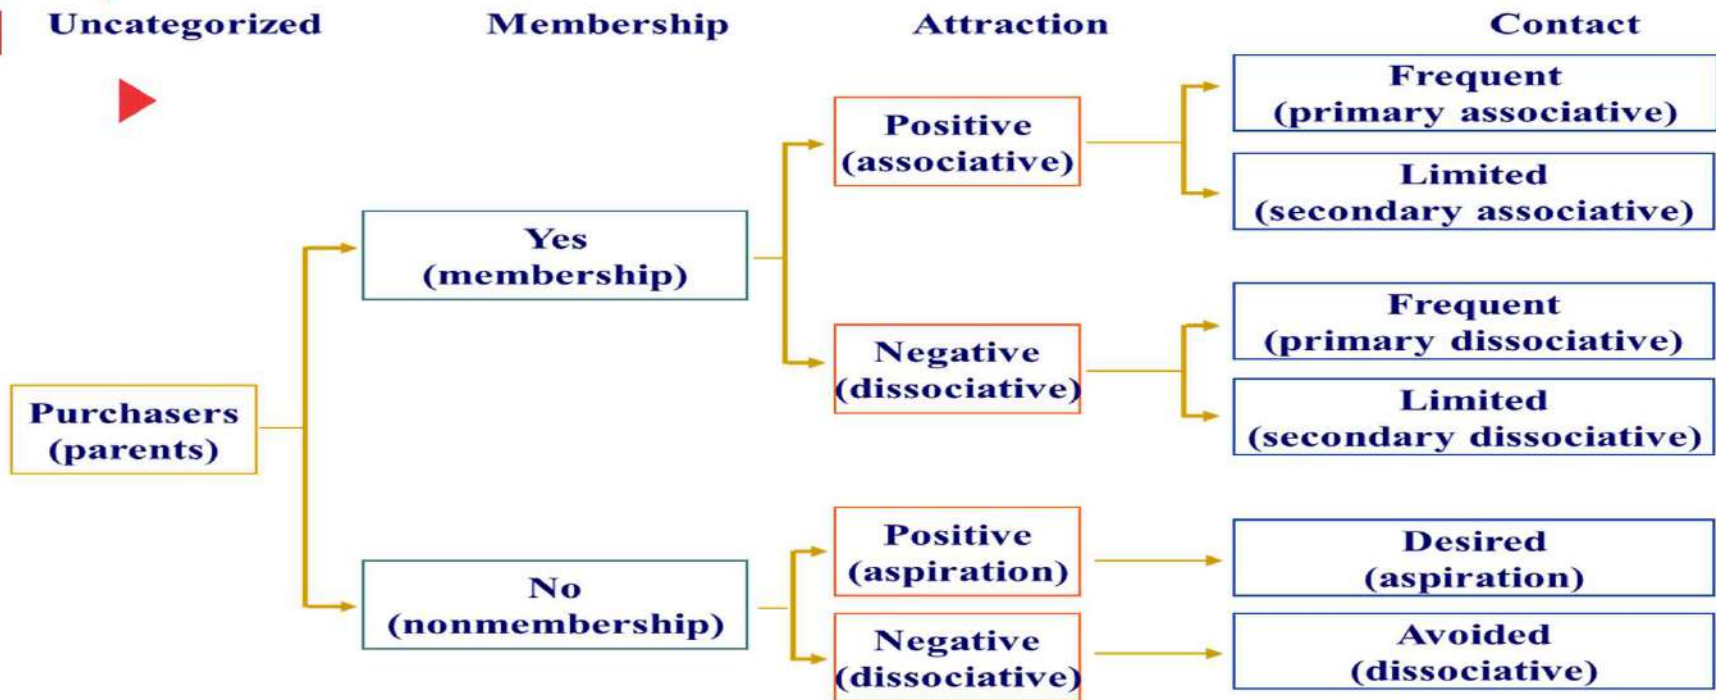 Uncategorized
Membership
Attraction
Contact
Purchasers
(parents)
Yes
(membership)
No
(nonmembership)
Positive
(associative)
Negative
(dissociative)
Positive
(aspiration)
Negative
(dissociative)
Frequent
(primary associative)
Limited
(secondary associative)
Frequent
(primary dissociative)
Limited
(secondary dissociative)
Desired
(aspiration)
Avoided
(dissociative)